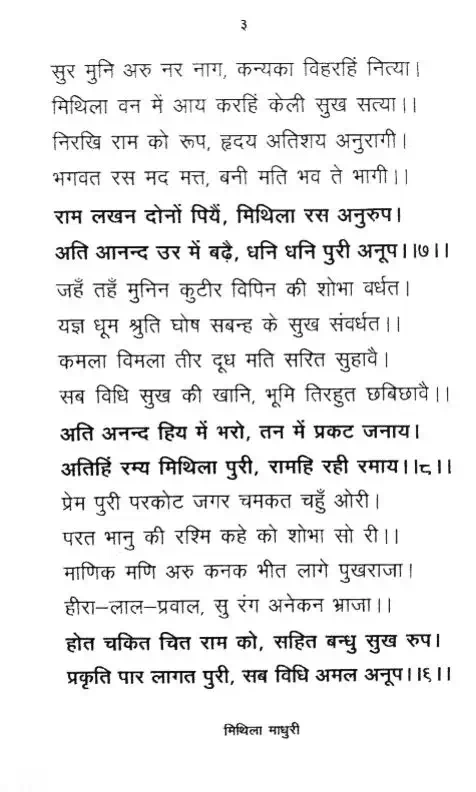 ३
सुर मुनि अरु नर नाग, कन्यका विहरहिं नित्या।
मिथिला वन में आय करहिं केली सुख सत्या।।
निरखि राम को रूप, हृदय अतिशय अनुरागी।
भगवत रस मद मत्त, बनी मति भव ते भागी।।
राम लखन दोनों पियैं, मिथिला रस अनुरुप।
अति आनन्द उर में बढ़ै, धनि धनि पुरी अनूप।।७।।
जहँ तहँ मुनिन कुटीर विपिन की शोभा वर्धत।
यज्ञ धूम श्रुति घोष सबन्ह के सुख संवर्धत।।
कमला विमला तीर दूध मति सरित सुहावै।
सब विधि सुख की खानि, भूमि तिरहुत छबिछावै।।
अति अनन्द हिय में भरो, तन में प्रकट जनाय।
अतिहिं रम्य मिथिला पुरी, रामहि रही रमाय।।८।।
प्रेम पुरी परकोट जगर चमकत चहुँ ओरी।
परत भानु की रश्मि कहे को शोभा सो री।।
माणिक मणि अरु कनक भीत लागे पुखराजा।
हीरा–लाल–प्रवाल, सु रंग अनेकन भ्राजा।।
होत चकित चित राम को, सहित बन्धु सुख रुप।
प्रकृति पार लागत पुरी, सब विधि अमल अनूप।।६।।
मिथिला माधुरी